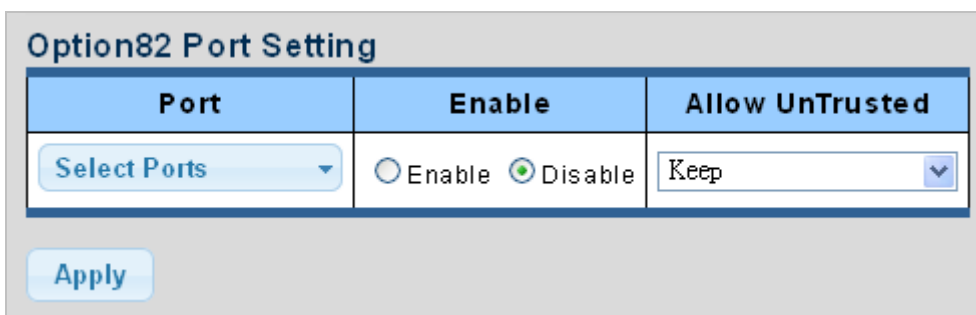 Option82 Port Setting
Port Enable Allow UnTrusted
Select Ports Enable Disable Keep
Apply